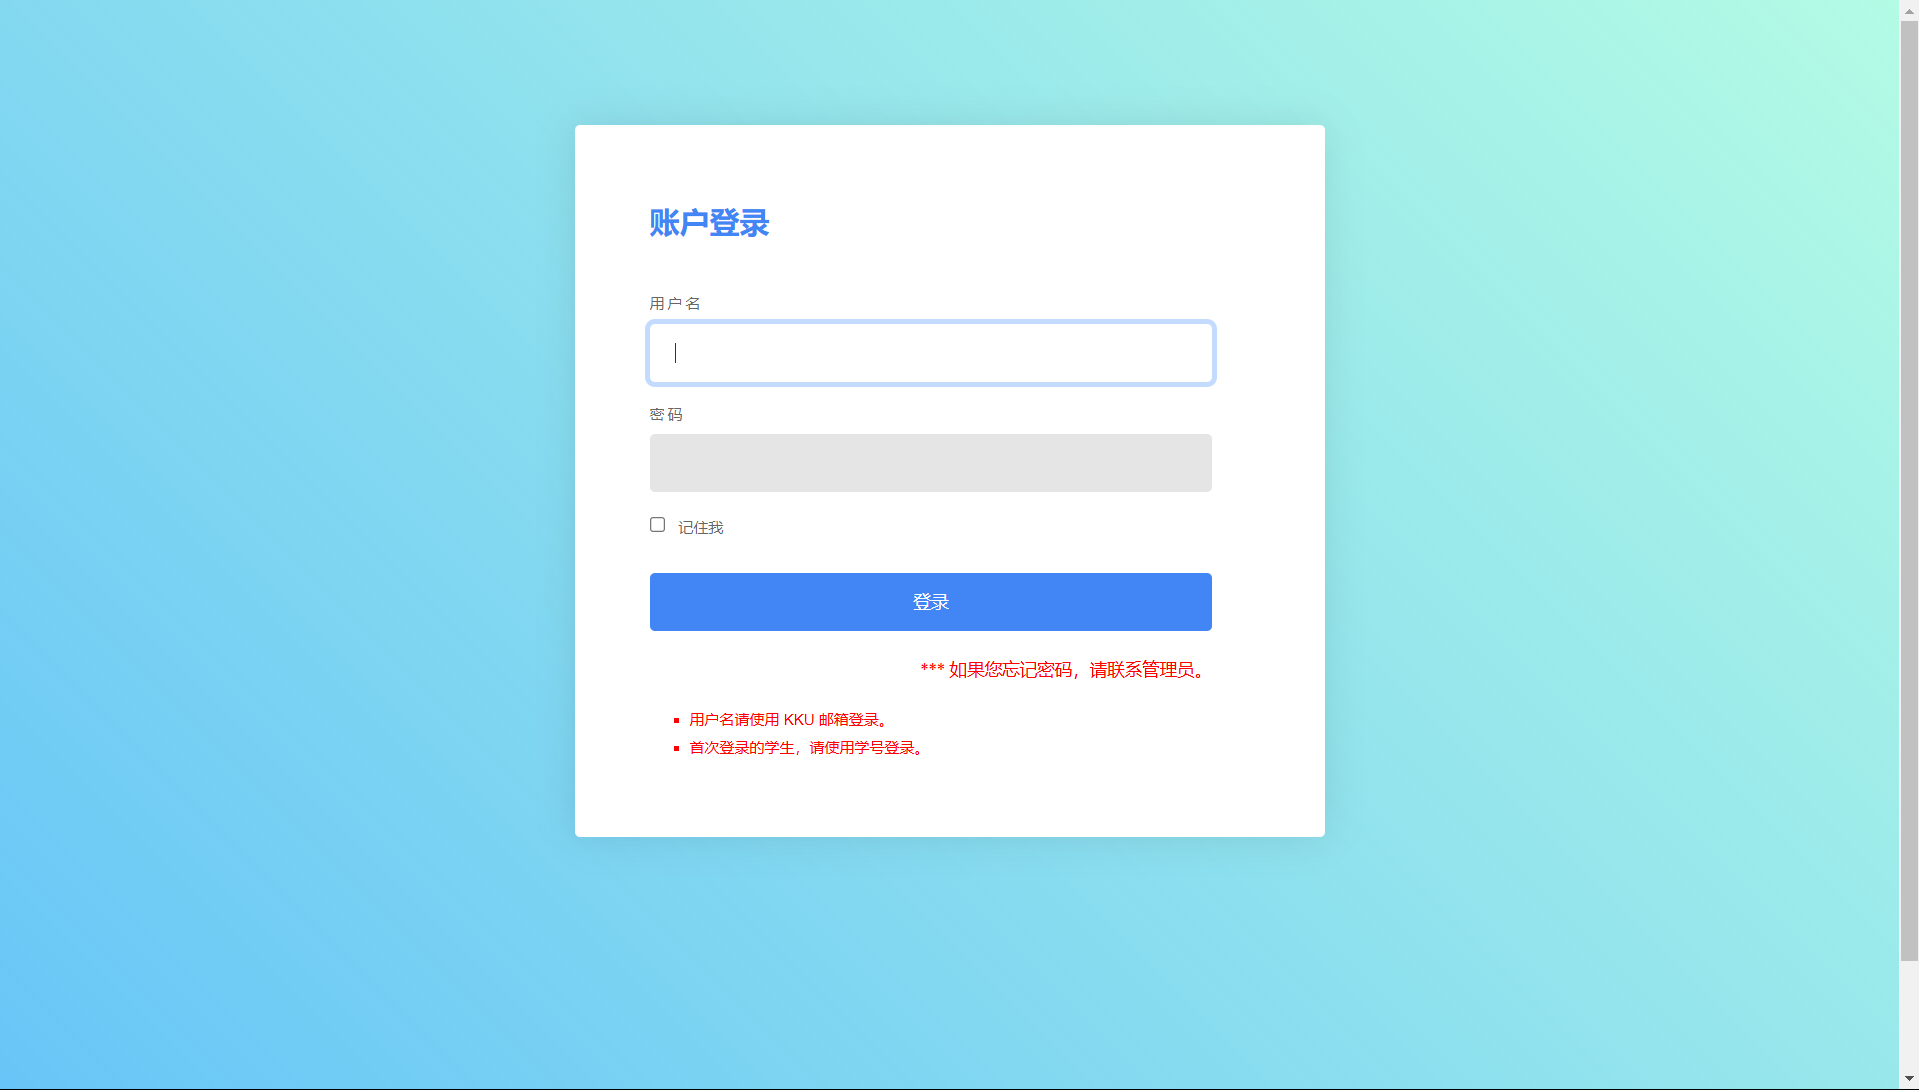 账户登录
用户名
密码
记住我
登录
*** 如果您忘记密码，请联系管理员。
用户名请使用 KKU 邮箱登录。
首次登录的学生，请使用学号登录。